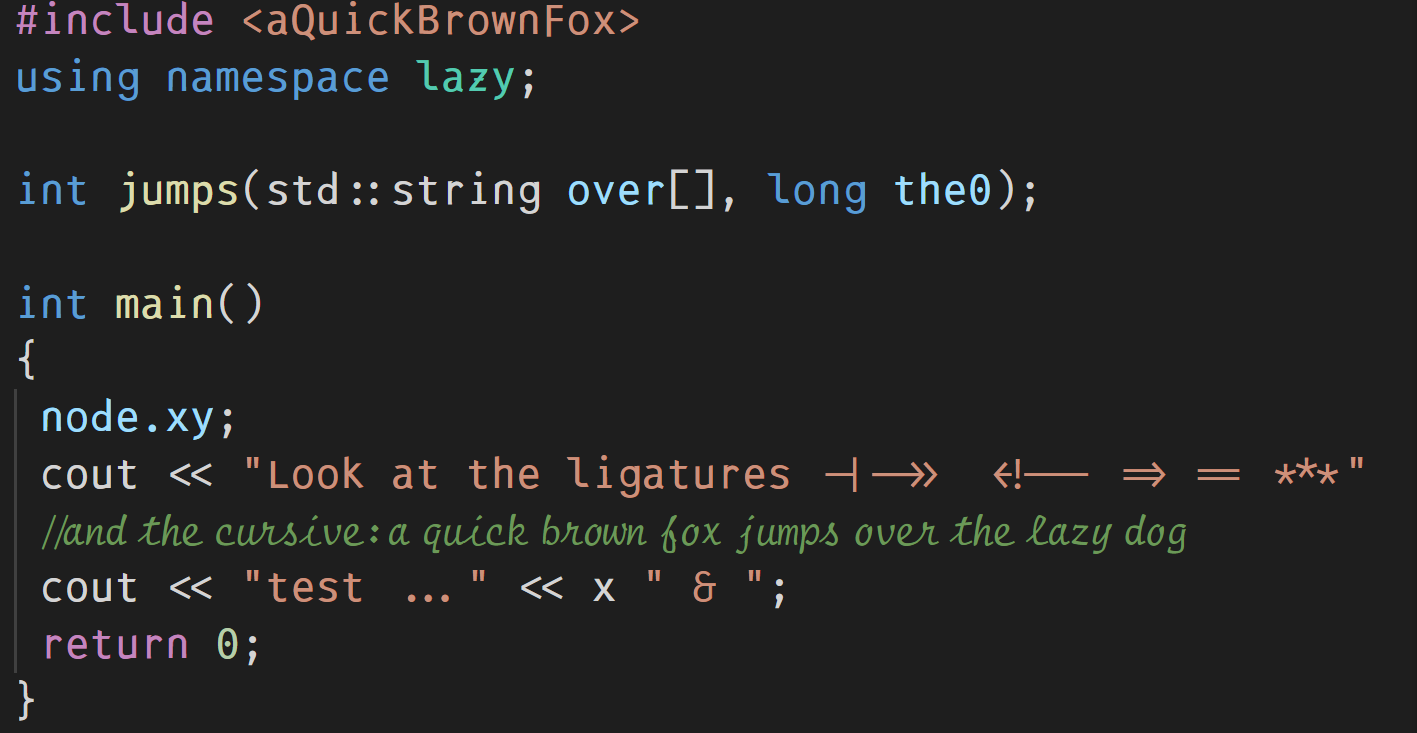 #include <aQuickBrownFox>
using namespace lazy;
int jumps(std::string over[], long the0);
int main()
{
node.xy;
cout << "Look at the ligatures -|-->> <!---- => == ***"
//and the cursive: a quick brown fox jumps over the lazy dog
cout << "test ..." << x " & ";
return 0;
}